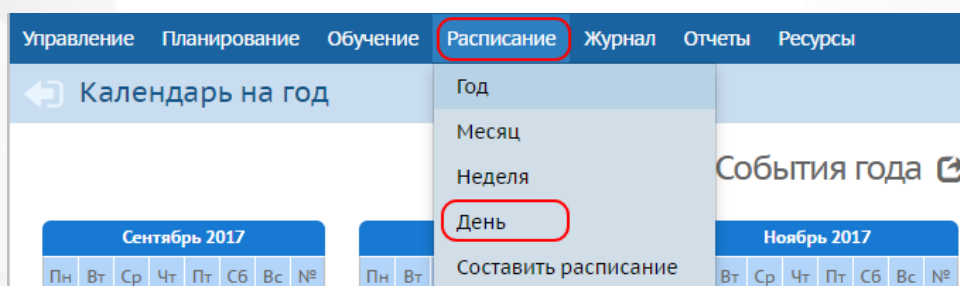 Управление Планирование Обучение Расписание Журнал Отчеты Ресурсы
Календарь на год
Год
Месяц
Неделя
День
Составить расписание
События года
Сентябрь 2017
Ноябрь 2017
Пн Вт Ср Чт Пт Сб Вс №
Пн Вт
Вт Ср Чт Пт Сб Вс №